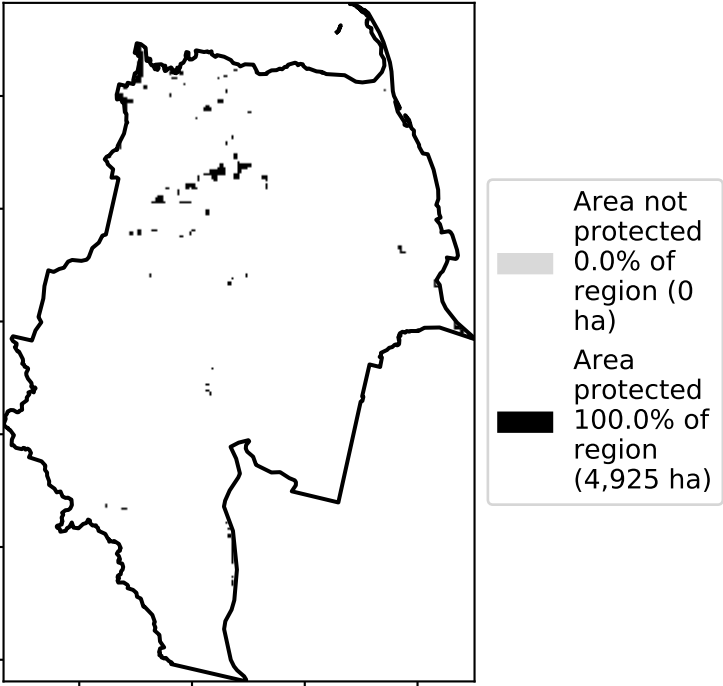 Area not
protected
0.0% of
region (0
ha)
Area
protected
100.0% of
region
(4,925 ha)